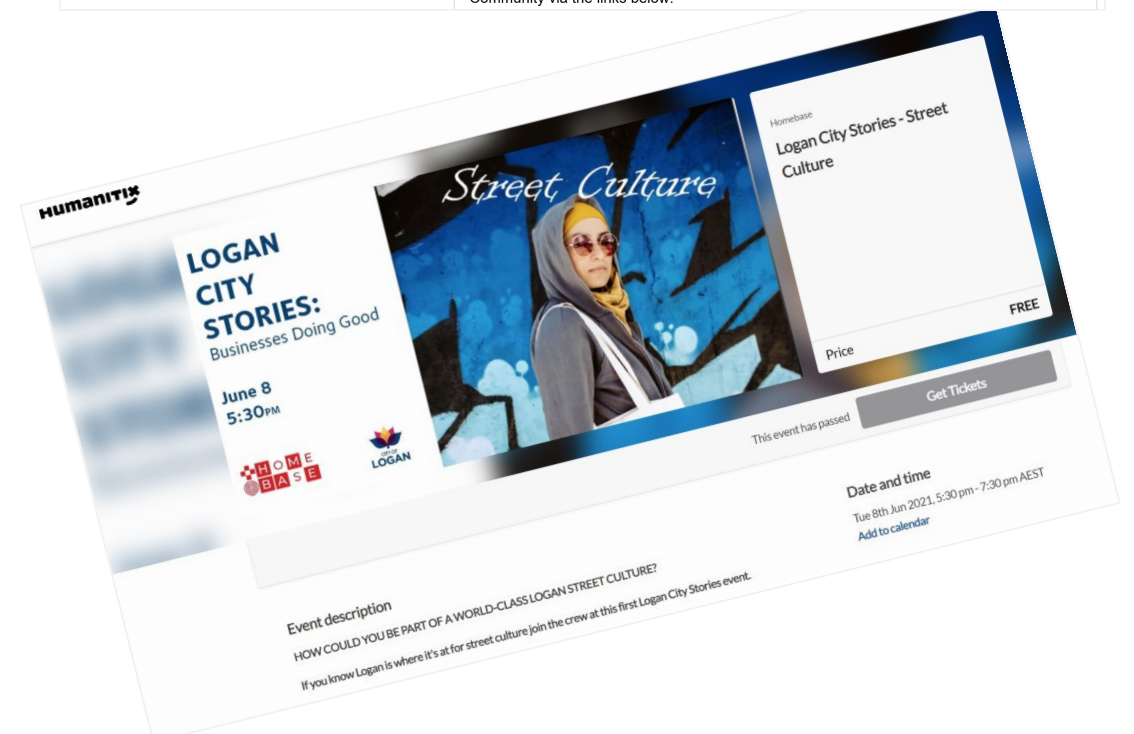 Community via the links below.
HUMANITIX
LOGAN
CITY
STORIES:
Businesses Doing Good
June 8
5:30PM
HOME
BASE
CITY OF
LOGAN
Street Culture
Homebase
Logan City Stories - Street
Culture
Price FREE
This event has passed
Get Tickets
Date and time
Tue 8th Jun 2021, 5:30 pm - 7:30 pm AEST
Add to calendar
Event description
HOW COULD YOU BE PART OF A WORLD-CLASS LOGAN STREET CULTURE?
If you know Logan is where it's at for street culture join the crew at this first Logan City Stories event.